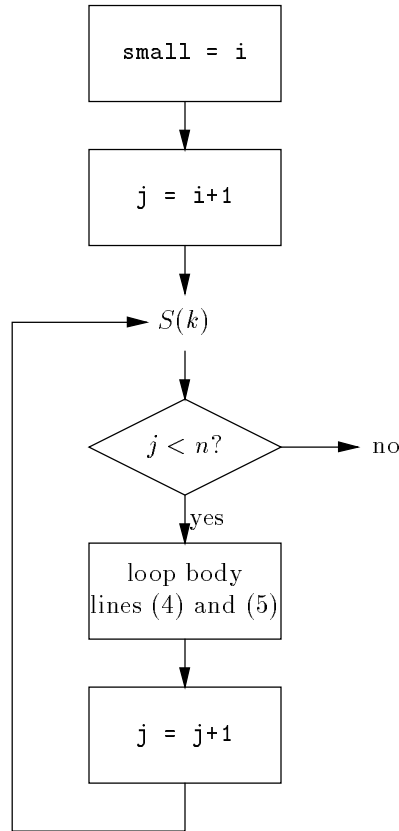 small = i
j = i+1
S(k)
j < n?
no
yes
loop body
lines (4) and (5)
j = j+1